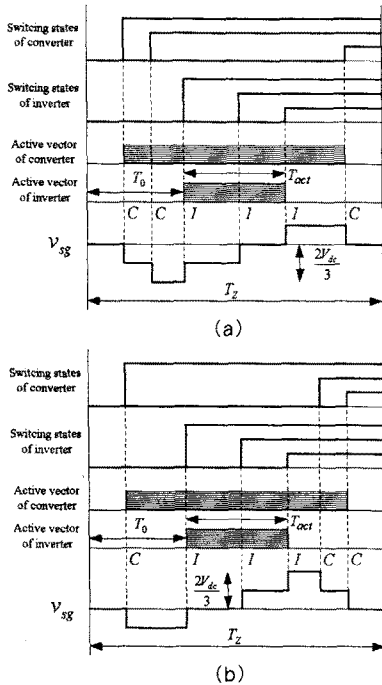 (a)
Switcing states
of converter
Switcing states
of inverter
Active vector
of converter
Active vector
of inverter
T0
Tact
C C I I I C
Vsg
2Vdc
3
Tz
(a)
(b)
Switcing states
of converter
Switcing states
of inverter
Active vector
of converter
Active vector
of inverter
T0
Tact
C I I I C C
Vsg
2Vdc
3
Tz
(b)